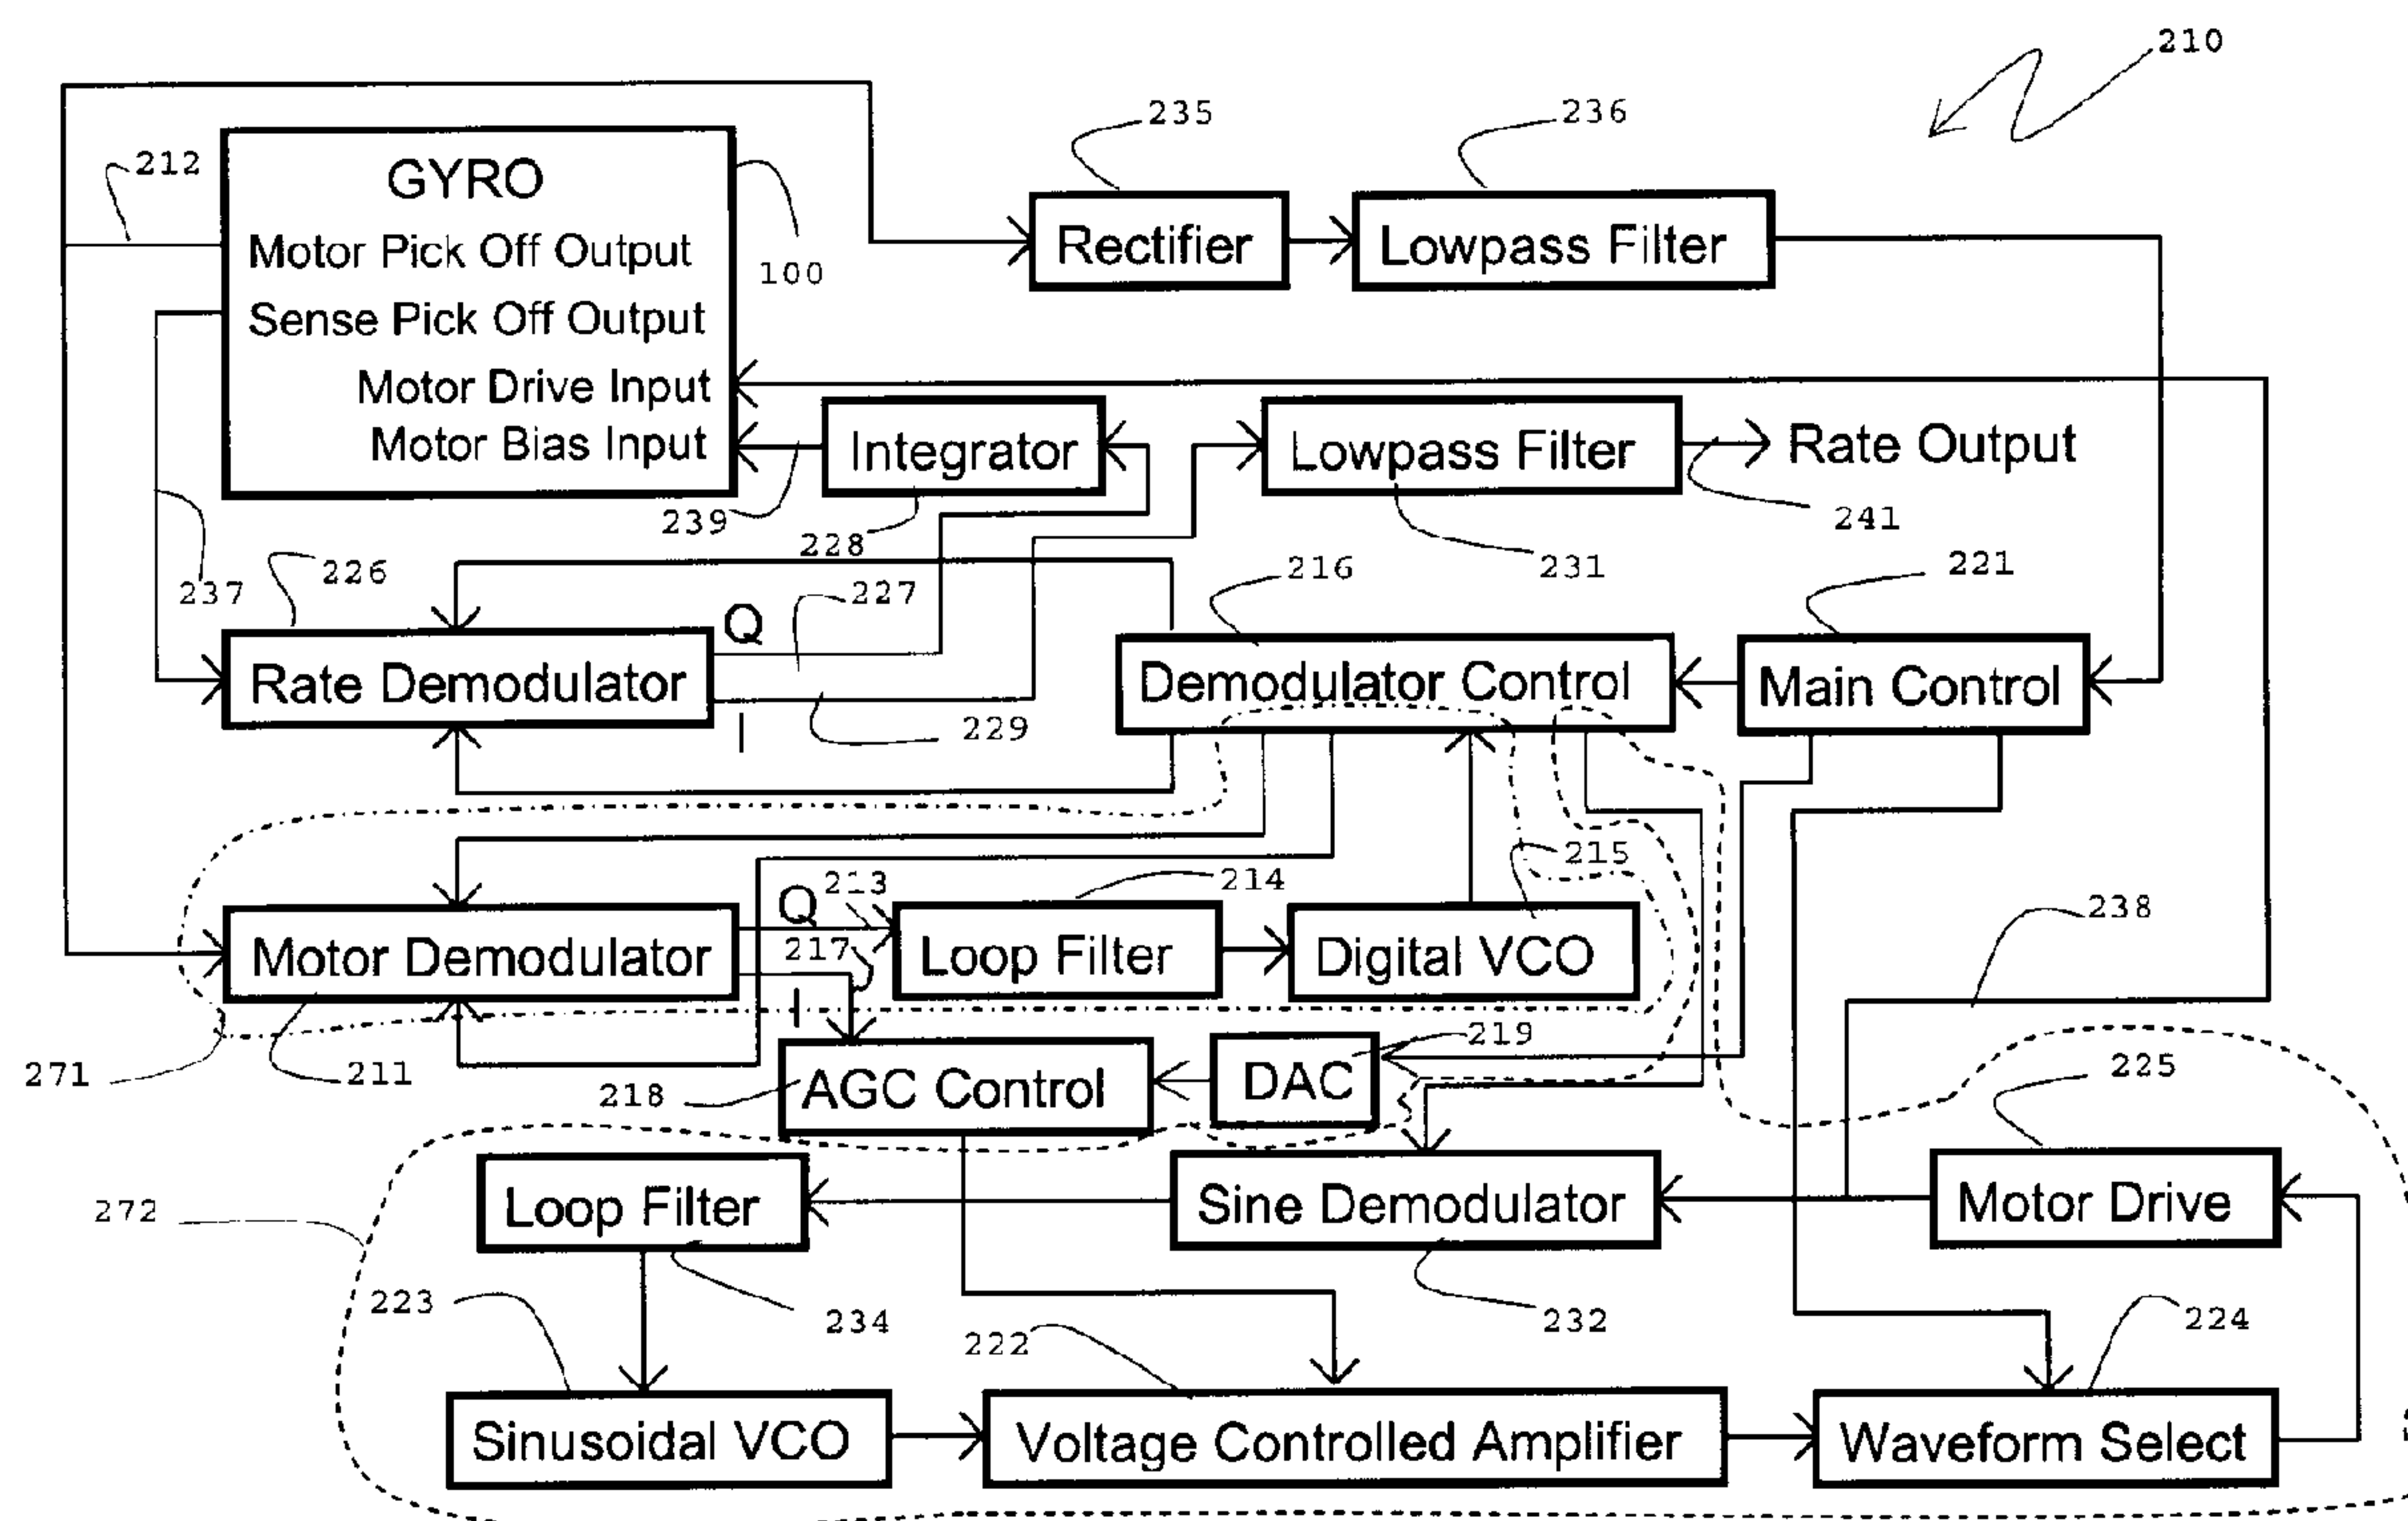 210
235
236
212
GYRO
Motor Pick Off Output
100
Rectifier
Lowpass Filter
Sense Pick Off Output
Motor Drive Input
Motor Bias Input
Integrator
Lowpass Filter
Rate Output
239
228
241
237
226
227
216
231
221
Q
Rate Demodulator
Demodulator Control
Main Control
I
229
215
Q
213
214
238
217
Motor Demodulator
Loop Filter
Digital VCO
I
219
271
211
218
AGC Control
DAC
225
272
Loop Filter
Sine Demodulator
Motor Drive
223
234
222
232
224
Sinusoidal VCO
Voltage Controlled Amplifier
Waveform Select